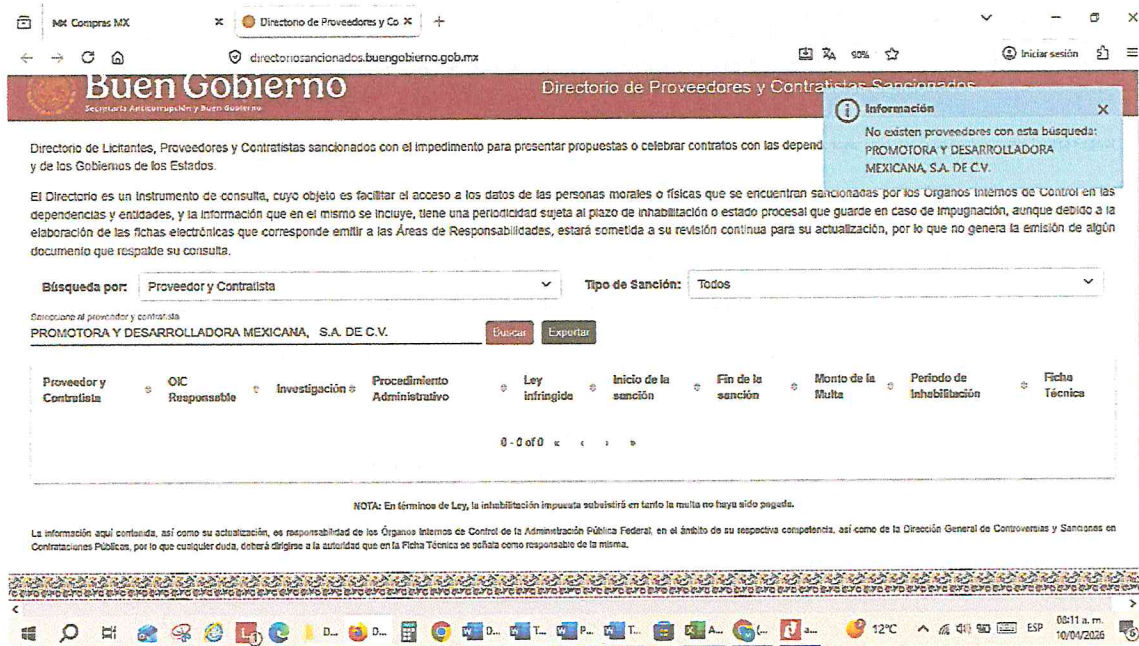 MX Compras MX
Directorio de Proveedores y Co
directoriosancionados.buengobierno.gob.mx
90%
Iniciar sesión
Buen Gobierno
Secretaría Anticorrupción y Buen Gobierno
Directorio de Proveedores y Contratistas Sancionados
Información
No existen proveedores con esta búsqueda:
PROMOTORA Y DESARROLLADORA
MEXICANA, S.A. DE C.V.
Directorio de Licitantes, Proveedores y Contratistas sancionados con el impedimento para presentar propuestas o celebrar contratos con las depend
y de los Gobiernos de los Estados.
El Directorio es un instrumento de consulta, cuyo objeto es facilitar el acceso a los datos de las personas morales o físicas que se encuentran sancionadas por los Órganos Internos de Control en las
dependencias y entidades, y la información que en el mismo se incluye, tiene una periodicidad sujeta al plazo de inhabilitación o estado procesal que guarde en caso de impugnación, aunque debido a la
elaboración de las fichas electrónicas que corresponde emitir a las Áreas de Responsabilidades, estará sometida a su revisión continua para su actualización, por lo que no genera la emisión de algún
documento que respalde su consulta.
Búsqueda por: Proveedor y Contratista Tipo de Sanción: Todos
Seleccione al proveedor y contratista
PROMOTORA Y DESARROLLADORA MEXICANA, S.A. DE C.V. Buscar Exportar
Proveedor y Contratista OIC Responsable Investigación Procedimiento Administrativo Ley infringida Inicio de la sanción Fin de la sanción Monto de la Multa Periodo de Inhabilitación Ficha Técnica
0 - 0 of 0 « ‹ › »
NOTA: En términos de Ley, la inhabilitación impuesta subsistirá en tanto la multa no haya sido pagada.
La información aquí contenida, así como su actualización, es responsabilidad de los Órganos Internos de Control de la Administración Pública Federal, en el ámbito de su respectiva competencia, así como de la Dirección General de Controversias y Sanciones en
Contrataciones Públicas, por lo que cualquier duda, deberá dirigirse a la autoridad que en la Ficha Técnica se señala como responsable de la misma.
D... D... D... T... P... T... A... (... a... 12°C ESP 08:11 a. m.
10/04/2026